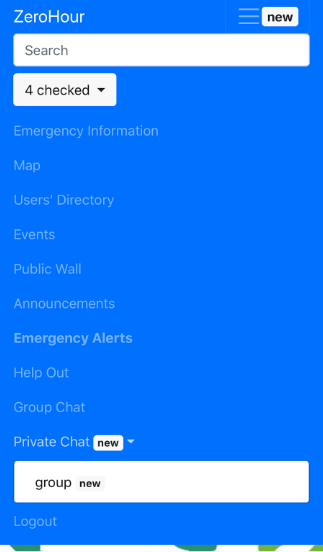 ZeroHour new
Search
4 checked
Emergency Information
Map
Users' Directory
Events
Public Wall
Announcements
Emergency Alerts
Help Out
Group Chat
Private Chat new
group new
Logout